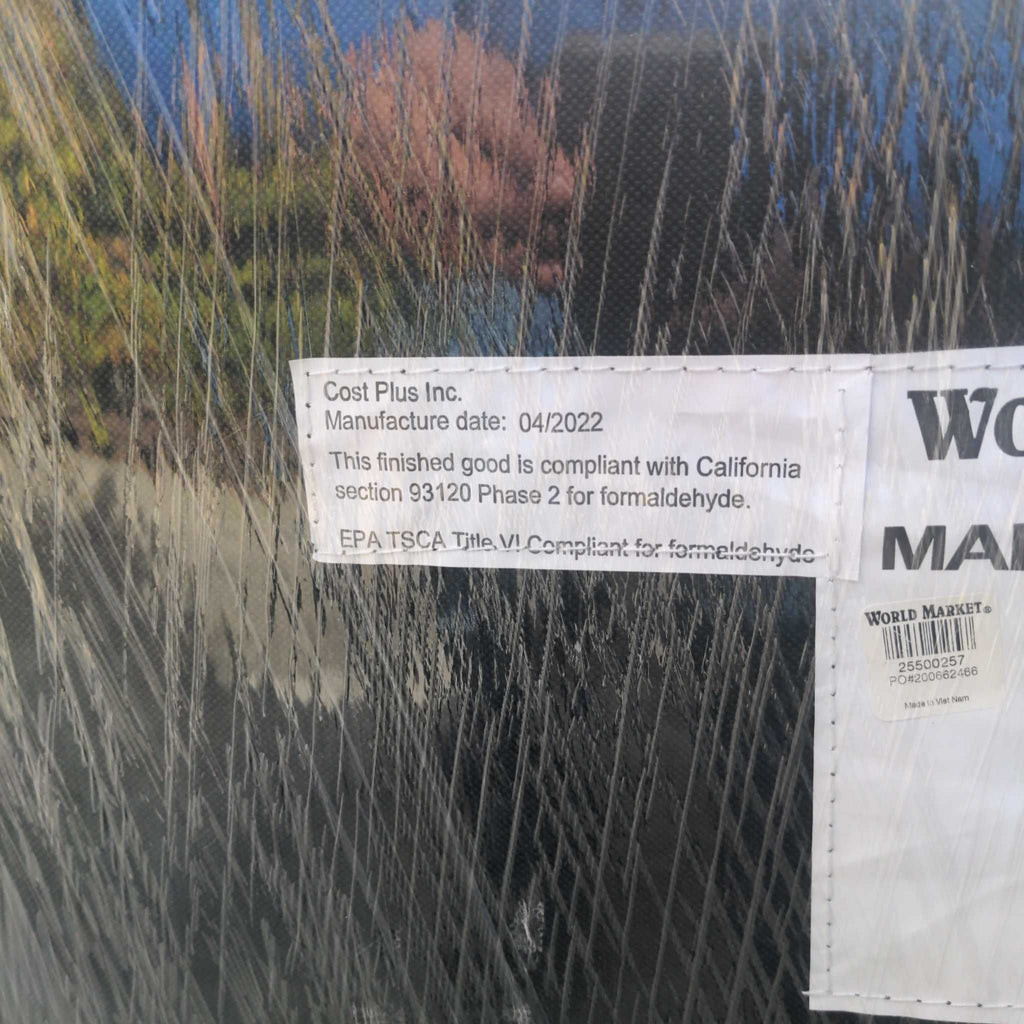 Cost Plus Inc.
Manufacture date: 04/2022
This finished good is compliant with California
section 93120 Phase 2 for formaldehyde.
EPA TSCA Title VI Compliant for formaldehyde
WO
MA
WORLD MARKET®
25500257
PO#200662466
Made in Viet Nam